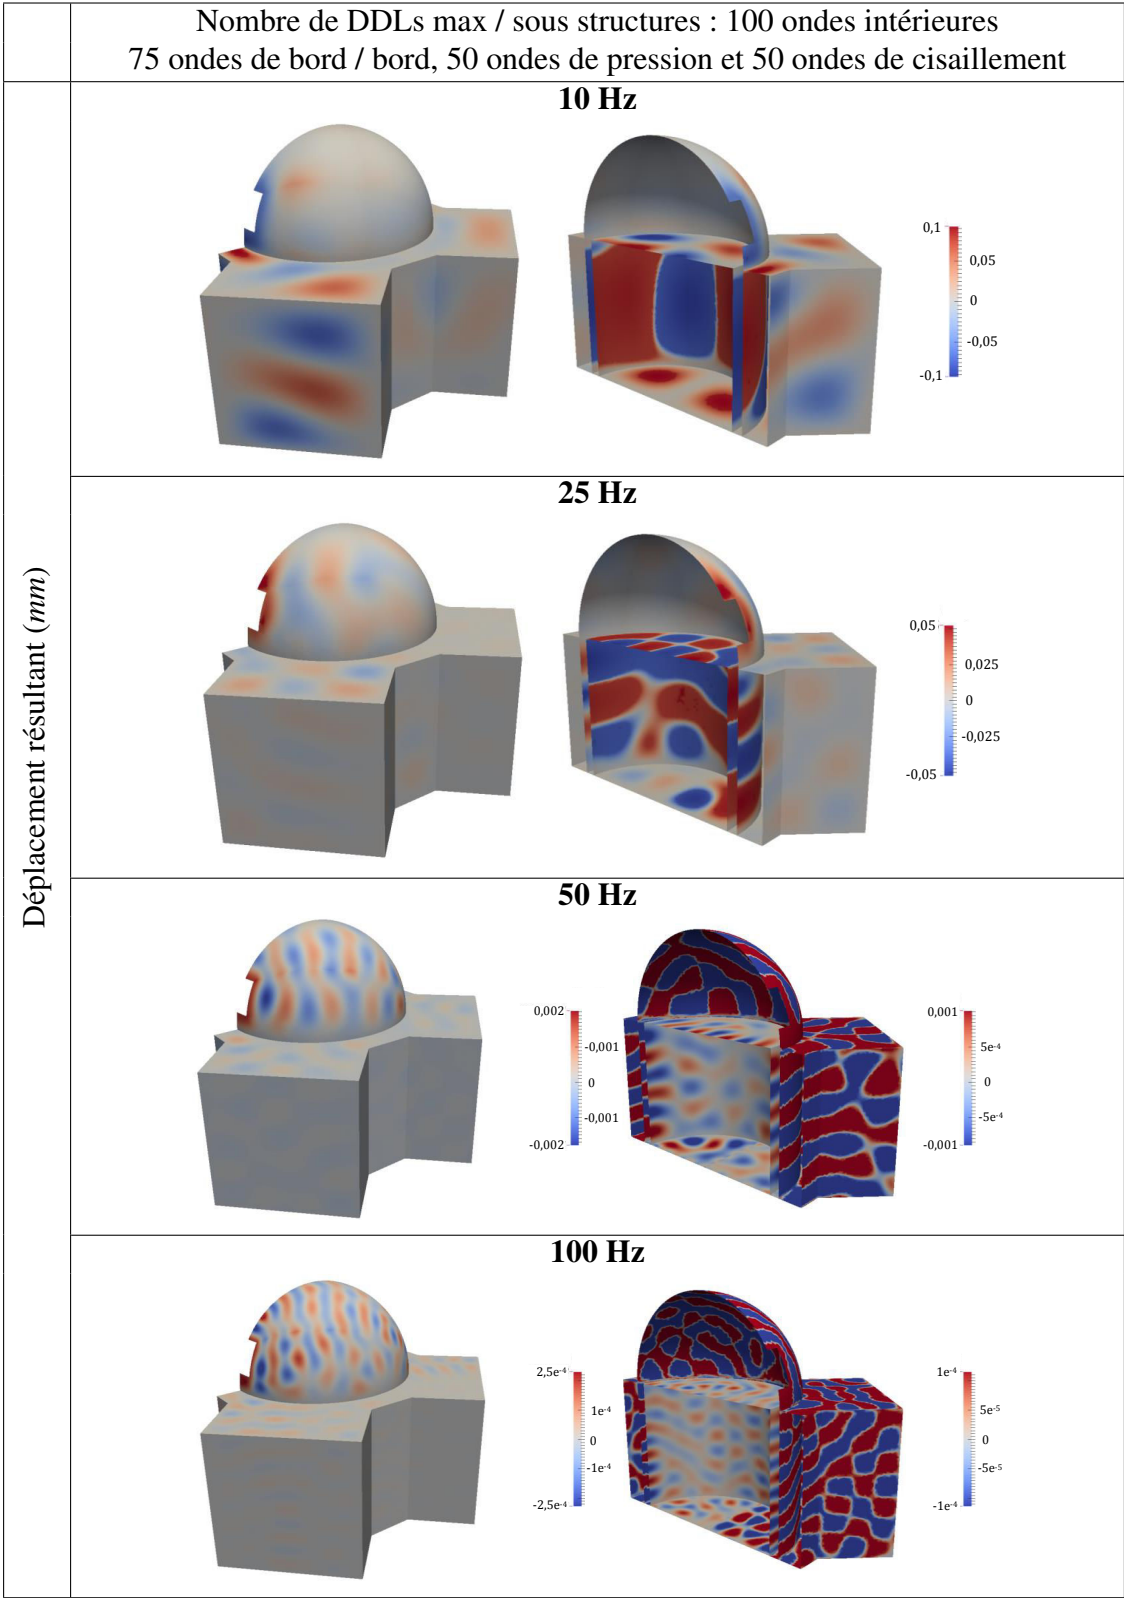 Nombre de DDLs max / sous structures : 100 ondes intérieures
75 ondes de bord / bord, 50 ondes de pression et 50 ondes de cisaillement
Déplacement résultant (mm)
10 Hz
0,1
0,05
0
-0,05
-0,1
25 Hz
0,05
0,025
0
-0,025
-0,05
50 Hz
0,002
-0,001
0
-0,001
-0,002
0,001
5e-4
0
-5e-4
-0,001
100 Hz
2,5e-4
1e-4
0
-1e-4
-2,5e-4
1e-4
5e-5
0
-5e-5
-1e-4